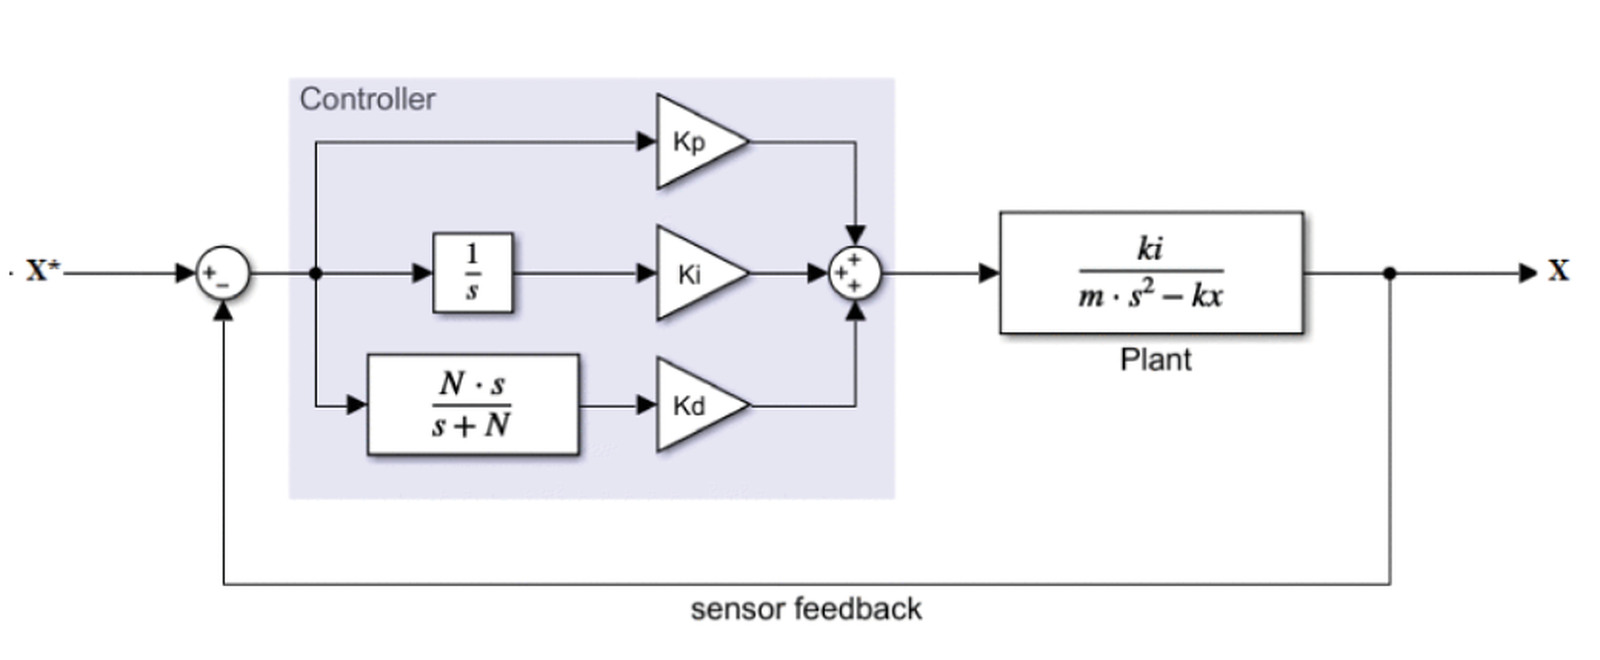 Controller
Kp
· X*
+
−
1
s
Ki
+
+
+
ki
m · s² − kx
X
Plant
N · s
s + N
Kd
sensor feedback